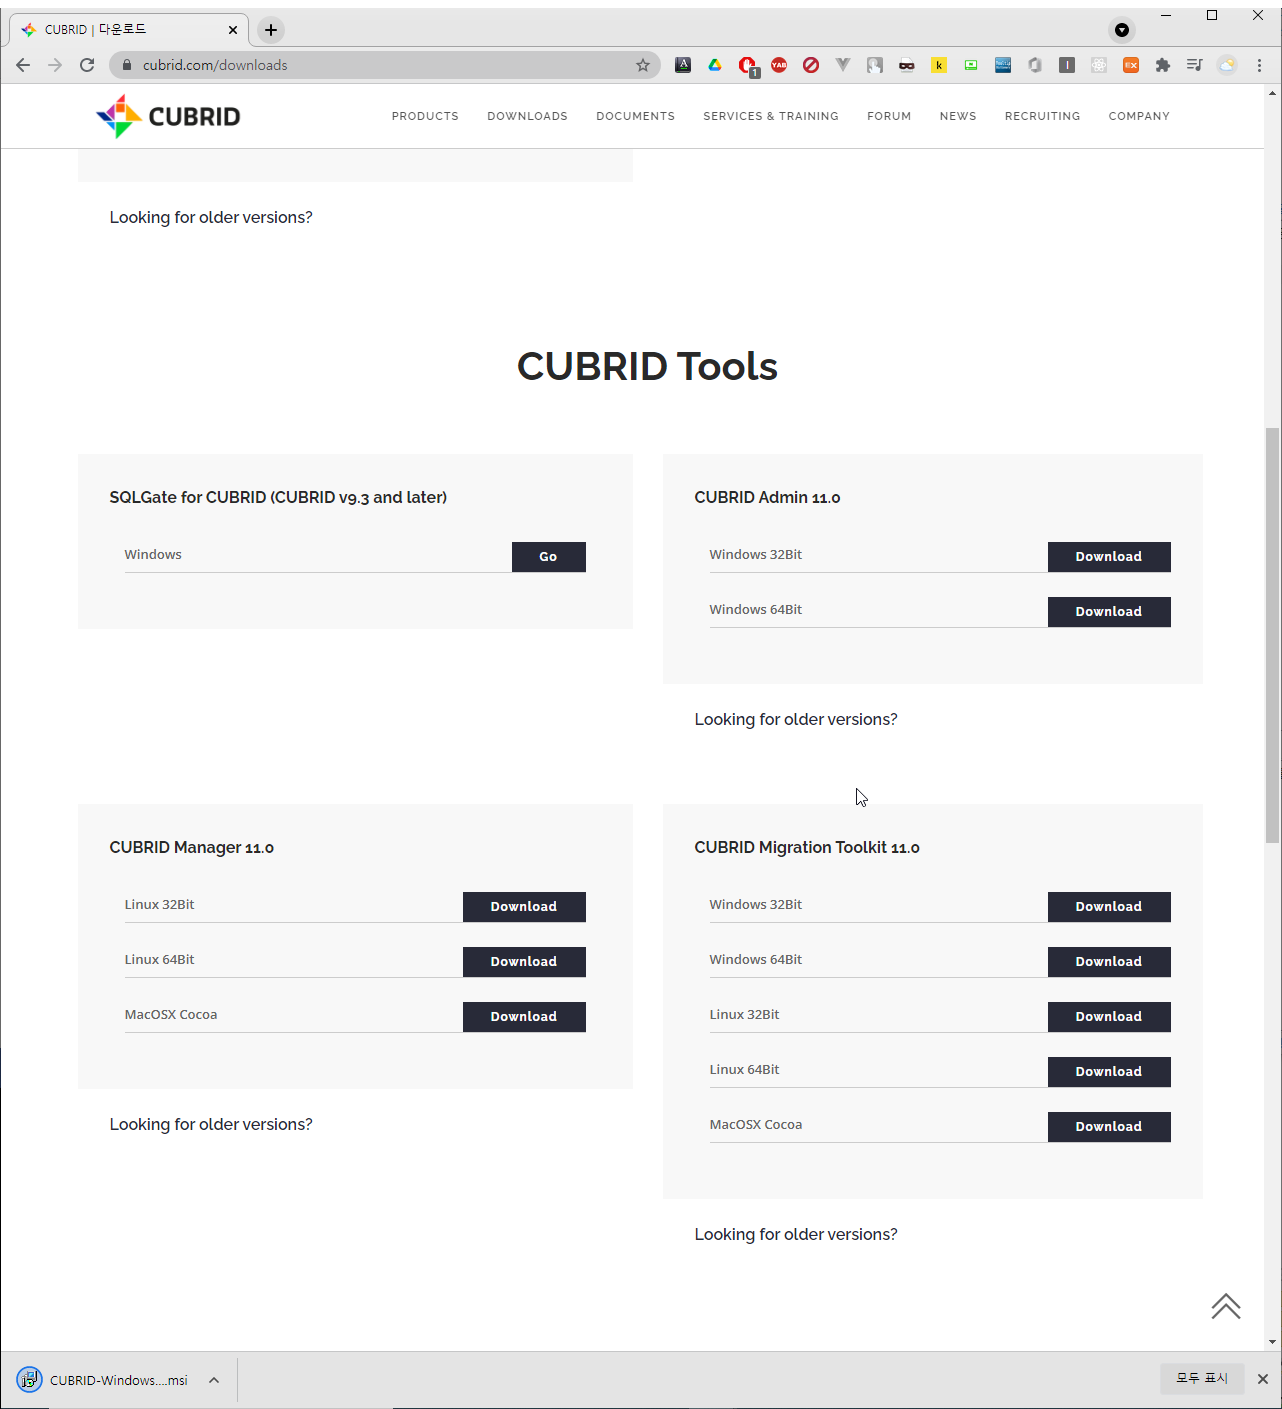 CUBRID | 다운로드
cubrid.com/downloads
A
1
YAB
k
EX
CUBRID
PRODUCTS DOWNLOADS DOCUMENTS SERVICES & TRAINING FORUM NEWS RECRUITING COMPANY
Looking for older versions?
CUBRID Tools
SQLGate for CUBRID (CUBRID v9.3 and later)
Windows Go
CUBRID Admin 11.0
Windows 32Bit Download
Windows 64Bit Download
Looking for older versions?
CUBRID Manager 11.0
Linux 32Bit Download
Linux 64Bit Download
MacOSX Cocoa Download
Looking for older versions?
CUBRID Migration Toolkit 11.0
Windows 32Bit Download
Windows 64Bit Download
Linux 32Bit Download
Linux 64Bit Download
MacOSX Cocoa Download
Looking for older versions?
CUBRID-Windows....msi
모두 표시